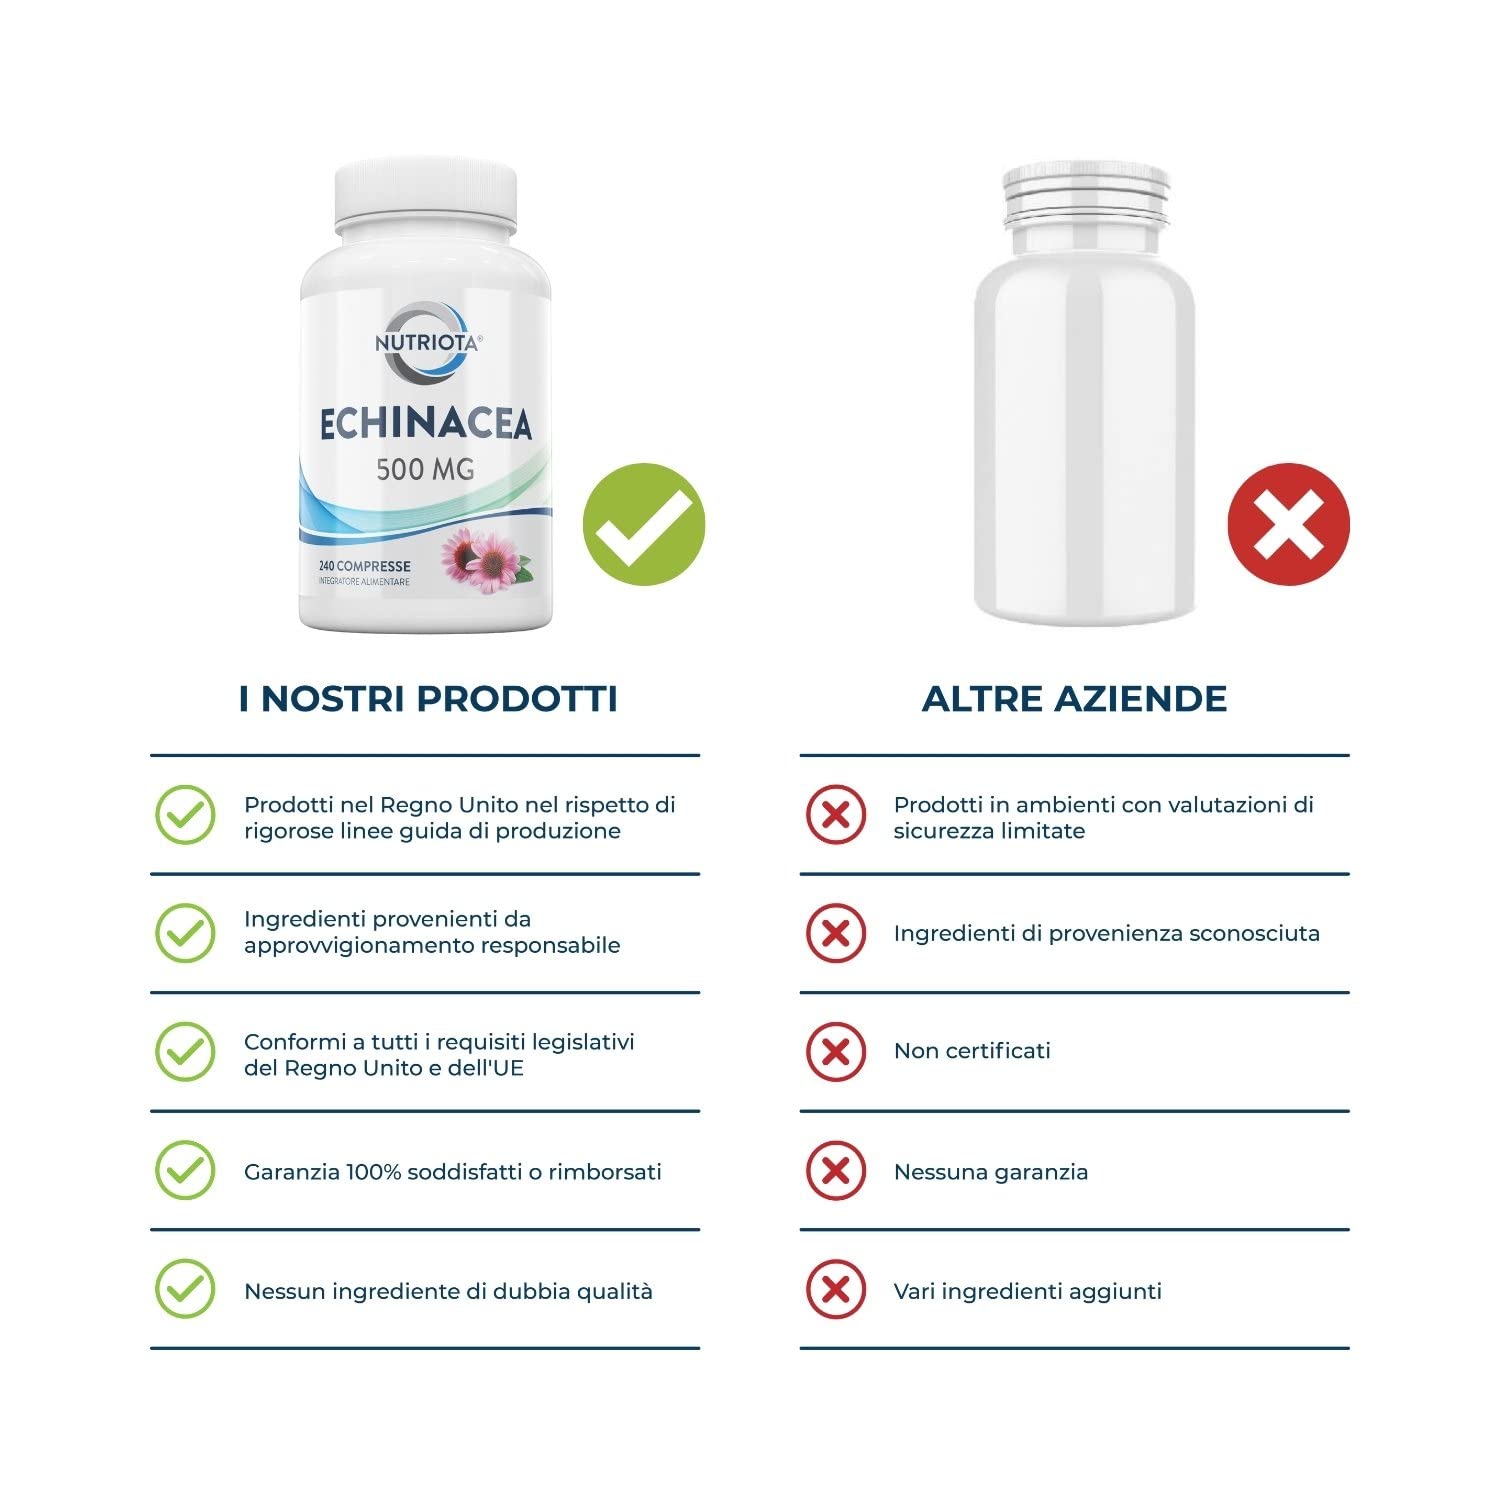 NUTRIOTA®
ECHINACEA
500 MG
240 COMPRESSE
INTEGRATORE ALIMENTARE
I NOSTRI PRODOTTI
Prodotti nel Regno Unito nel rispetto di
rigorose linee guida di produzione
Ingredienti provenienti da
approvvigionamento responsabile
Conformi a tutti i requisiti legislativi
del Regno Unito e dell'UE
Garanzia 100% soddisfatti o rimborsati
Nessun ingrediente di dubbia qualità
ALTRE AZIENDE
Prodotti in ambienti con valutazioni di
sicurezza limitate
Ingredienti di provenienza sconosciuta
Non certificati
Nessuna garanzia
Vari ingredienti aggiunti